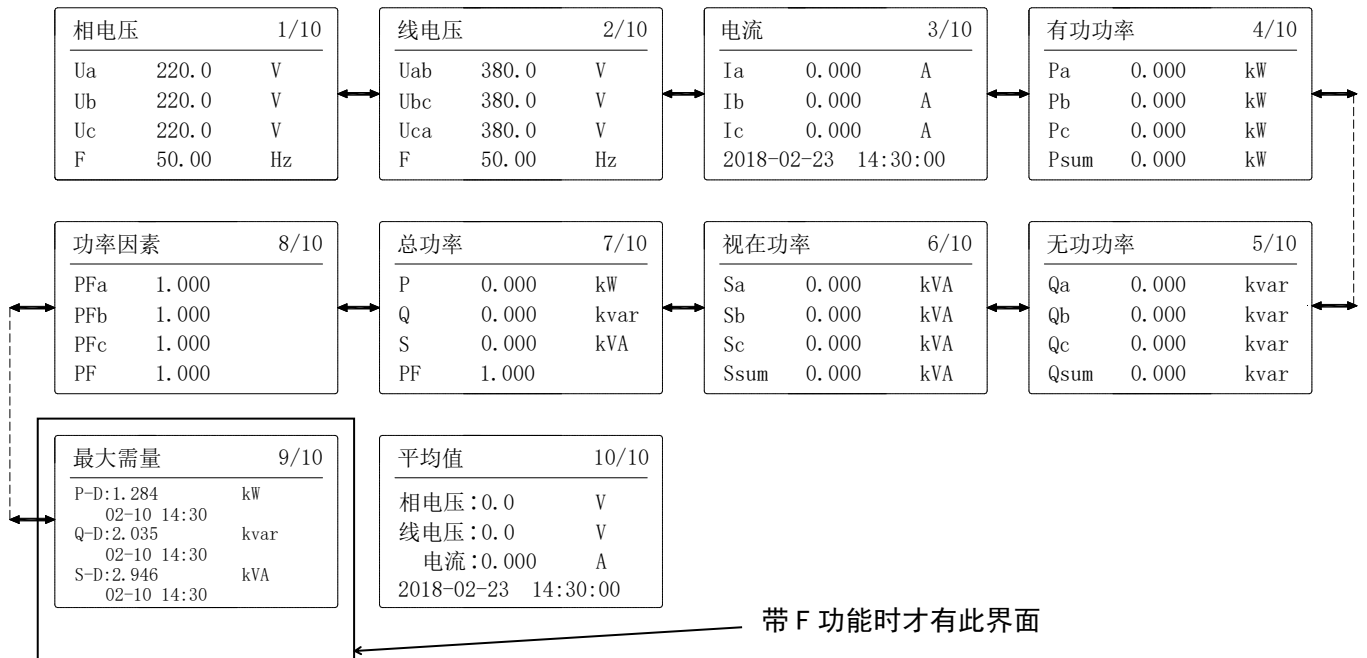 相电压 1/10
Ua 220.0 V
Ub 220.0 V
Uc 220.0 V
F 50.00 Hz
线电压 2/10
Uab 380.0 V
Ubc 380.0 V
Uca 380.0 V
F 50.00 Hz
电流 3/10
Ia 0.000 A
Ib 0.000 A
Ic 0.000 A
2018-02-23 14:30:00
有功功率 4/10
Pa 0.000 kW
Pb 0.000 kW
Pc 0.000 kW
Psum 0.000 kW
功率因素 8/10
PFa 1.000
PFb 1.000
PFc 1.000
PF 1.000
总功率 7/10
P 0.000 kW
Q 0.000 kvar
S 0.000 kVA
PF 1.000
视在功率 6/10
Sa 0.000 kVA
Sb 0.000 kVA
Sc 0.000 kVA
Ssum 0.000 kVA
无功功率 5/10
Qa 0.000 kvar
Qb 0.000 kvar
Qc 0.000 kvar
Qsum 0.000 kvar
最大需量 9/10
P-D:1.284 kW
02-10 14:30
Q-D:2.035 kvar
02-10 14:30
S-D:2.946 kVA
02-10 14:30
平均值 10/10
相电压:0.0 V
线电压:0.0 V
电流:0.000 A
2018-02-23 14:30:00
带 F 功能时才有此界面